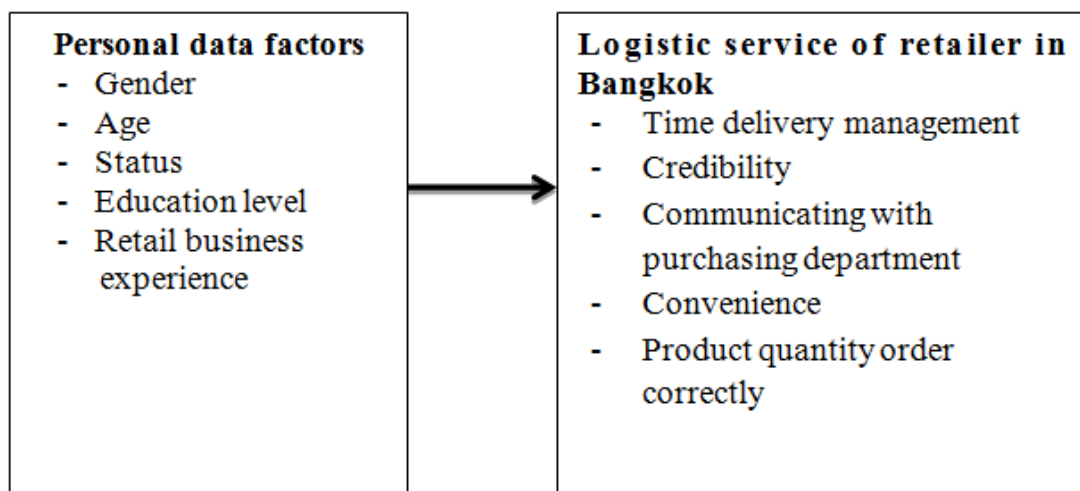 Personal data factors
- Gender
- Age
- Status
- Education level
- Retail business
experience
Logistic service of retailer in
Bangkok
- Time delivery management
- Credibility
- Communicating with
purchasing department
- Convenience
- Product quantity order
correctly